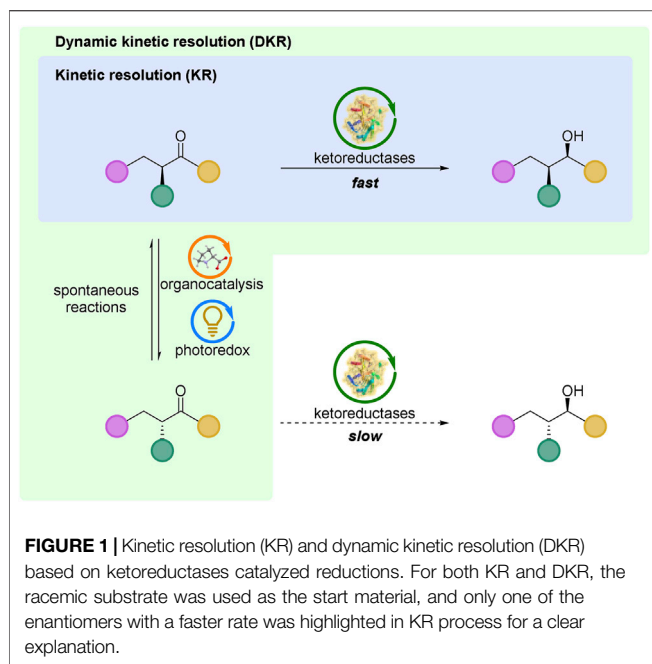 Dynamic kinetic resolution (DKR)
Kinetic resolution (KR)
O
ketoreductases
fast
OH
spontaneous
reactions
organocatalysis
photoredox
O
ketoreductases
slow
OH
FIGURE 1 | Kinetic resolution (KR) and dynamic kinetic resolution (DKR)
based on ketoreductases catalyzed reductions. For both KR and DKR, the
racemic substrate was used as the start material, and only one of the
enantiomers with a faster rate was highlighted in KR process for a clear
explanation.